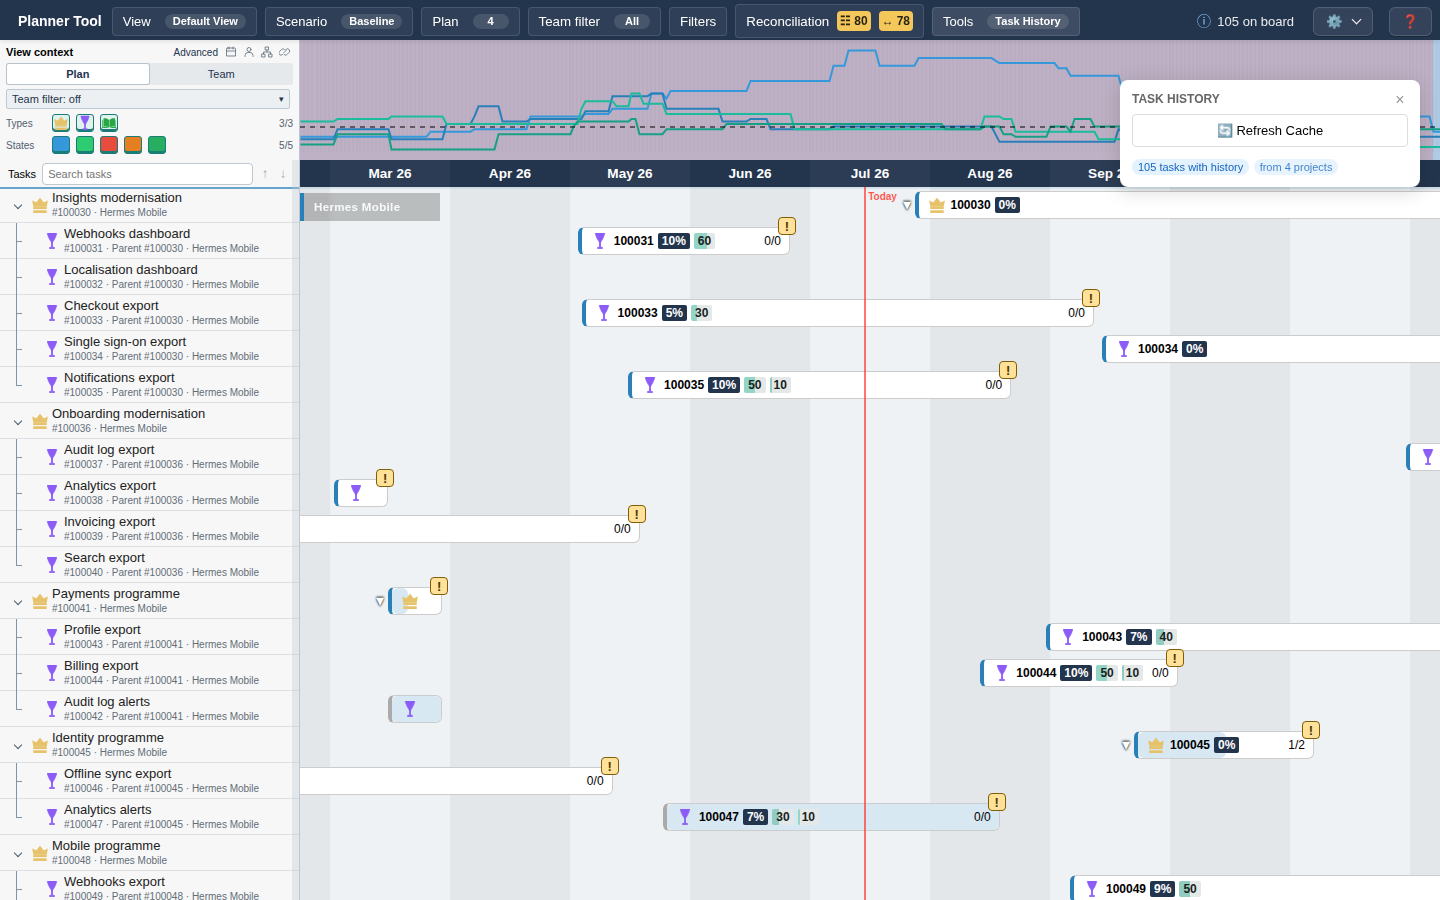 Planner Tool View Default View Scenario Baseline Plan 4 Team filter All Filters Reconciliation 80 ↔ 78 Tools Task History 105 on board
View context Advanced
Plan Team
Team filter: off
Types 3/3
States 5/5
Tasks Search tasks ↑ ↓
TASK HISTORY ×
Refresh Cache
105 tasks with history from 4 projects
Mar 26 Apr 26 May 26 Jun 26 Jul 26 Aug 26 Sep
Today
Hermes Mobile
Insights modernisation
#100030 · Hermes Mobile
100030 0%
Webhooks dashboard
#100031 · Parent #100030 · Hermes Mobile
100031 10% 60 0/0 !
Localisation dashboard
#100032 · Parent #100030 · Hermes Mobile
Checkout export
#100033 · Parent #100030 · Hermes Mobile
100033 5% 30 0/0 !
Single sign-on export
#100034 · Parent #100030 · Hermes Mobile
100034 0%
Notifications export
#100035 · Parent #100030 · Hermes Mobile
100035 10% 50 10 0/0 !
Onboarding modernisation
#100036 · Hermes Mobile
Audit log export
#100037 · Parent #100036 · Hermes Mobile
Analytics export
#100038 · Parent #100036 · Hermes Mobile
!
Invoicing export
#100039 · Parent #100036 · Hermes Mobile
0/0 !
Search export
#100040 · Parent #100036 · Hermes Mobile
Payments programme
#100041 · Hermes Mobile
!
Profile export
#100043 · Parent #100041 · Hermes Mobile
100043 7% 40
Billing export
#100044 · Parent #100041 · Hermes Mobile
100044 10% 50 10 0/0 !
Audit log alerts
#100042 · Parent #100041 · Hermes Mobile
Identity programme
#100045 · Hermes Mobile
100045 0% 1/2 !
Offline sync export
#100046 · Parent #100045 · Hermes Mobile
0/0 !
Analytics alerts
#100047 · Parent #100045 · Hermes Mobile
100047 7% 30 10 0/0 !
Mobile programme
#100048 · Hermes Mobile
Webhooks export
#100049 · Parent #100048 · Hermes Mobile
100049 9% 50